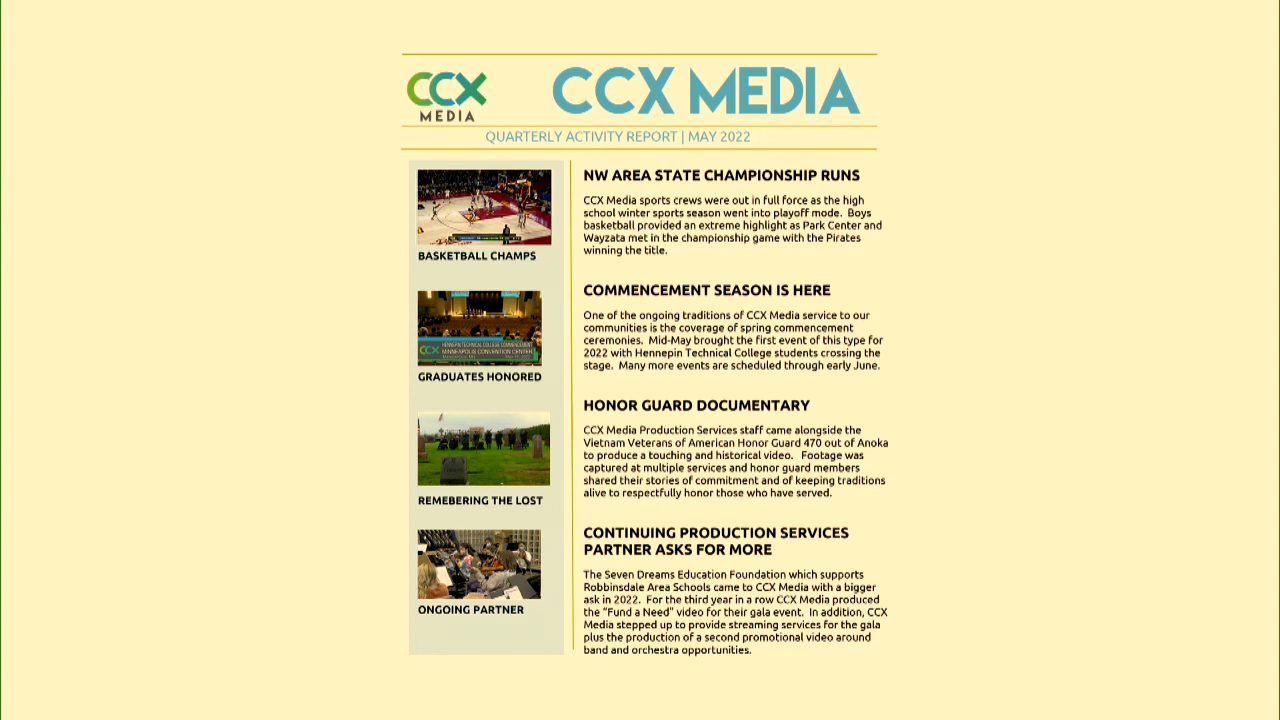 CCX
MEDIA
CCX MEDIA
QUARTERLY ACTIVITY REPORT | MAY 2022
BASKETBALL CHAMPS
CCX
HENNEPIN TECHNICAL COLLEGE COMMENCEMENT
MINNEAPOLIS CONVENTION CENTER
GRADUATES HONORED
REMEBERING THE LOST
ONGOING PARTNER
NW AREA STATE CHAMPIONSHIP RUNS
CCX Media sports crews were out in full force as the high
school winter sports season went into playoff mode.  Boys
basketball provided an extreme highlight as Park Center and
Wayzata met in the championship game with the Pirates
winning the title.
COMMENCEMENT SEASON IS HERE
One of the ongoing traditions of CCX Media service to our
communities is the coverage of spring commencement
ceremonies.  Mid-May brought the first event of this type for
2022 with Hennepin Technical College students crossing the
stage.  Many more events are scheduled through early June.
HONOR GUARD DOCUMENTARY
CCX Media Production Services staff came alongside the
Vietnam Veterans of American Honor Guard 470 out of Anoka
to produce a touching and historical video.   Footage was
captured at multiple services and honor guard members
shared their stories of commitment and of keeping traditions
alive to respectfully honor those who have served.
CONTINUING PRODUCTION SERVICES
PARTNER ASKS FOR MORE
The Seven Dreams Education Foundation which supports
Robbinsdale Area Schools came to CCX Media with a bigger
ask in 2022.  For the third year in a row CCX Media produced
the "Fund a Need" video for their gala event.  In addition, CCX
Media stepped up to provide streaming services for the gala
plus the production of a second promotional video around
band and orchestra opportunities.